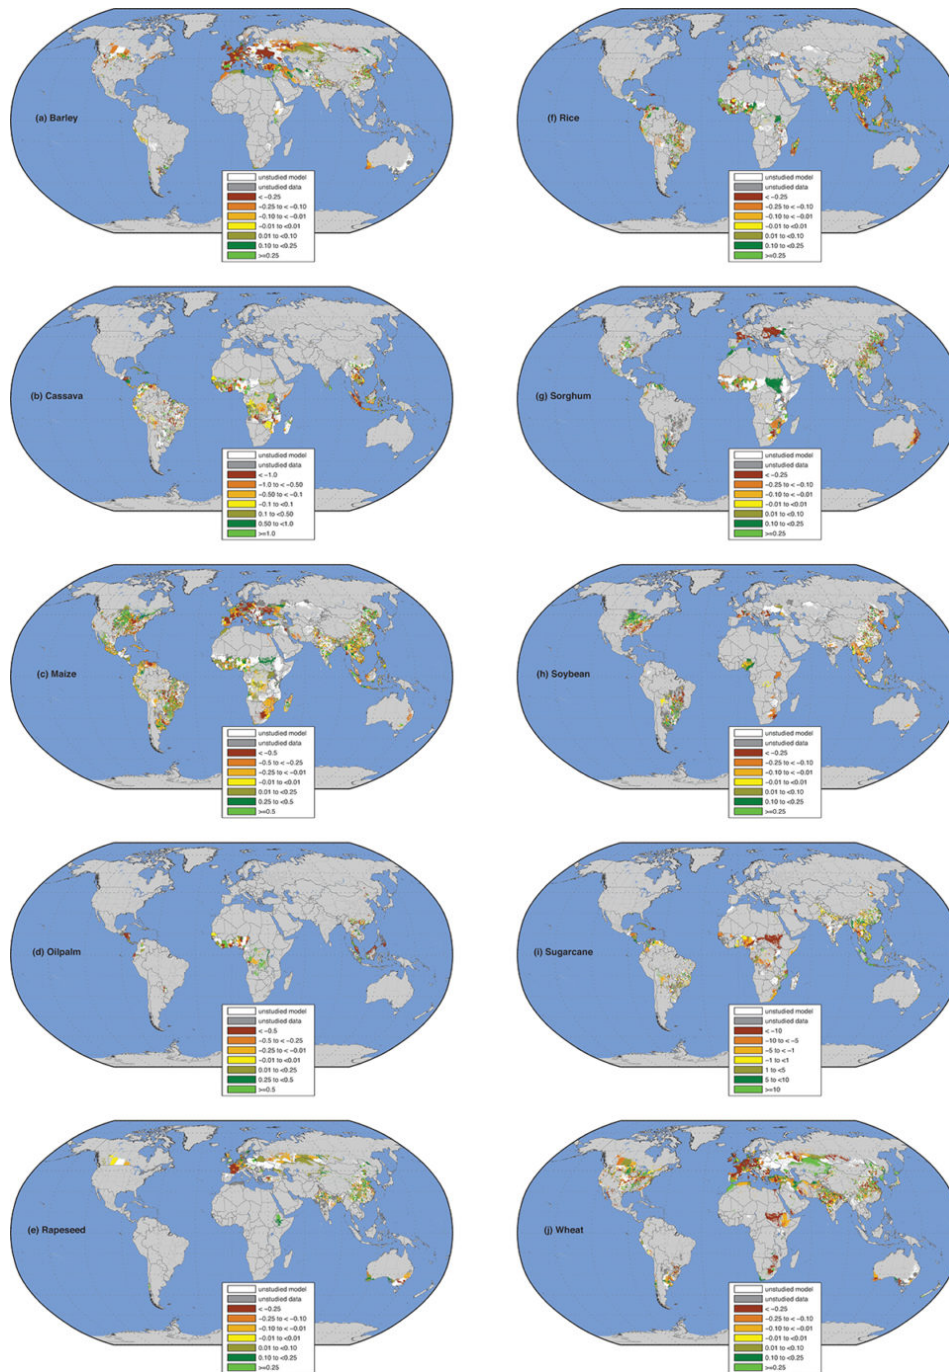 (a) Barley
unstudied model
unstudied data
< −0.25
−0.25 to < −0.10
−0.10 to < −0.01
−0.01 to <0.01
0.01 to <0.10
0.10 to <0.25
>=0.25
(f) Rice
unstudied model
unstudied data
< −0.25
−0.25 to < −0.10
−0.10 to < −0.01
−0.01 to <0.01
0.01 to <0.10
0.10 to <0.25
>=0.25
(b) Cassava
unstudied model
unstudied data
< −1.0
−1.0 to < −0.50
−0.50 to < −0.1
−0.1 to <0.1
0.1 to <0.50
0.50 to <1.0
>=1.0
(g) Sorghum
unstudied model
unstudied data
< −0.25
−0.25 to < −0.10
−0.10 to < −0.01
−0.01 to <0.01
0.01 to <0.10
0.10 to <0.25
>=0.25
(c) Maize
unstudied model
unstudied data
< −0.5
−0.5 to < −0.25
−0.25 to < −0.01
−0.01 to <0.01
0.01 to <0.25
0.25 to <0.5
>=0.5
(h) Soybean
unstudied model
unstudied data
< −0.25
−0.25 to < −0.10
−0.10 to < −0.01
−0.01 to <0.01
0.01 to <0.10
0.10 to <0.25
>=0.25
(d) Oilpalm
unstudied model
unstudied data
< −0.5
−0.5 to < −0.25
−0.25 to < −0.01
−0.01 to <0.01
0.01 to <0.25
0.25 to <0.5
>=0.5
(i) Sugarcane
unstudied model
unstudied data
< −10
−10 to < −5
−5 to < −1
−1 to <1
1 to <5
5 to <10
>=10
(e) Rapeseed
unstudied model
unstudied data
< −0.25
−0.25 to < −0.10
−0.10 to < −0.01
−0.01 to <0.01
0.01 to <0.10
0.10 to <0.25
>=0.25
(j) Wheat
unstudied model
unstudied data
< −0.25
−0.25 to < −0.10
−0.10 to < −0.01
−0.01 to <0.01
0.01 to <0.10
0.10 to <0.25
>=0.25